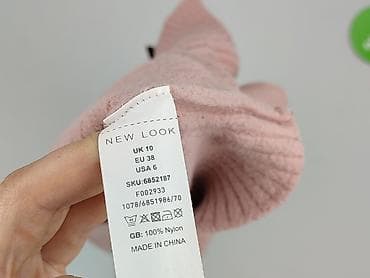 NEW LOOK
UK 10
EU 38
USA 6
SKU:6852187
F002933
1078/6851986/70
GB: 100% Nylon
MADE IN CHINA